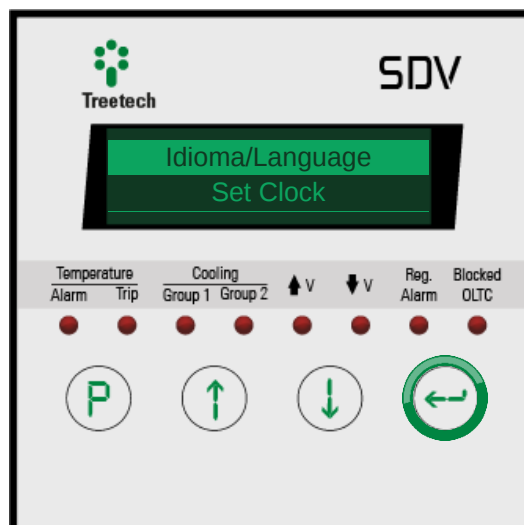 Treetech
SDV
Idioma/Language
Set Clock
Temperature
Alarm Trip
Cooling
Group 1 Group 2
V
V
Reg.
Alarm
Blocked
OLTC
P